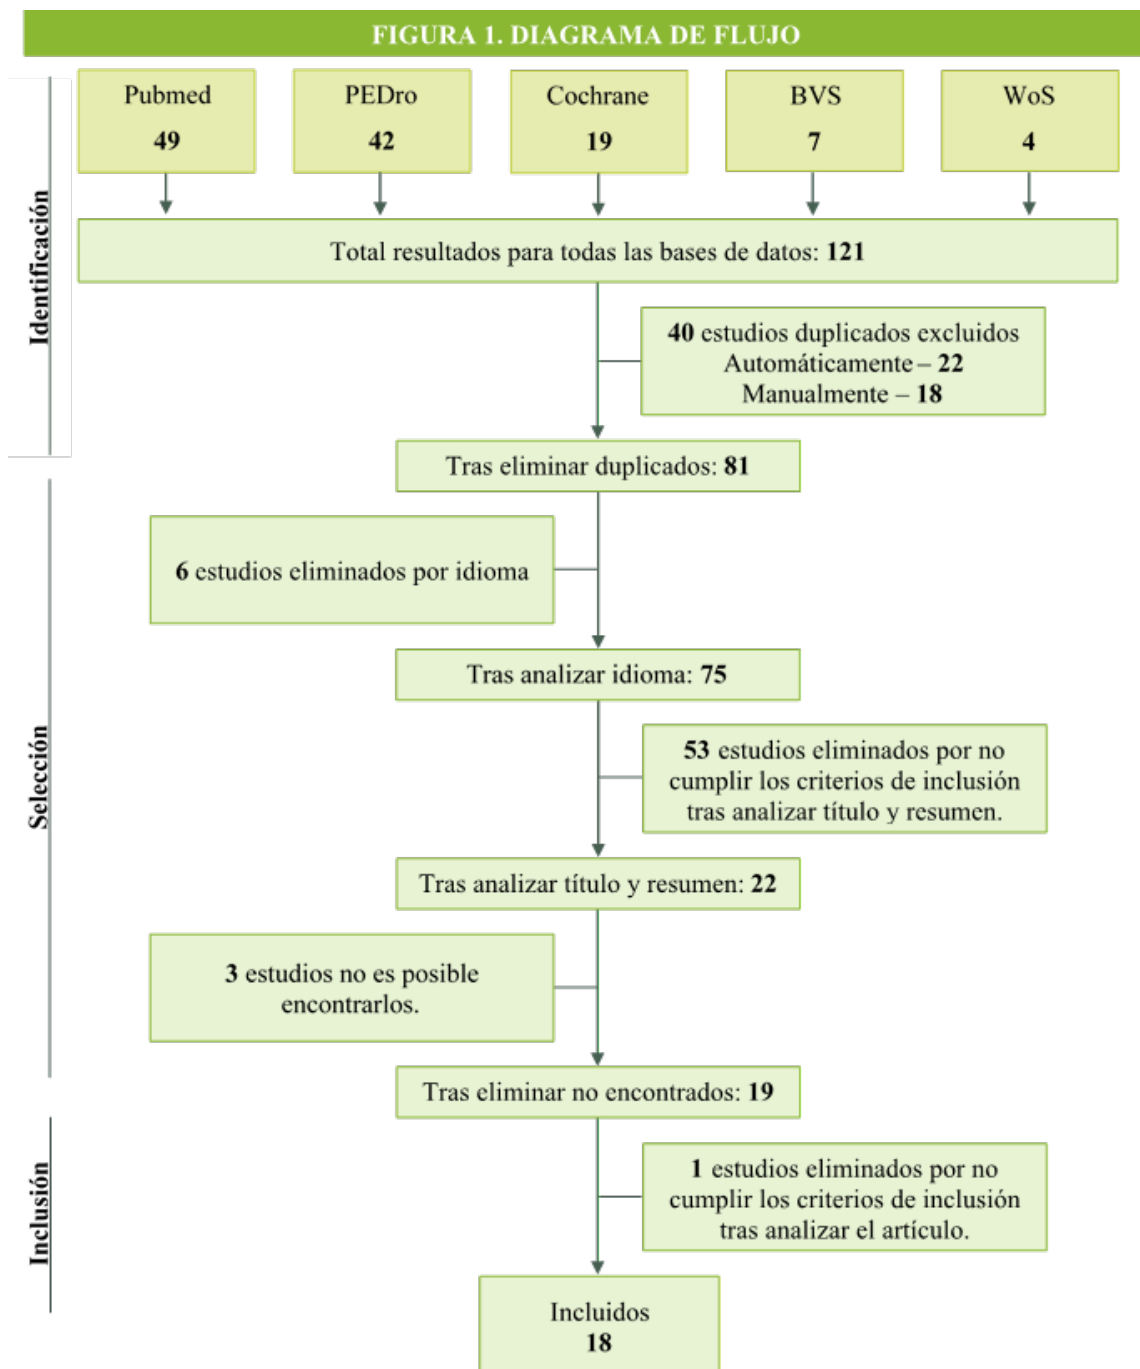 FIGURA 1. DIAGRAMA DE FLUJO
Identificación
Pubmed
49
PEDro
42
Cochrane
19
BVS
7
WoS
4
Total resultados para todas las bases de datos: 121
40 estudios duplicados excluidos
Automáticamente – 22
Manualmente – 18
Tras eliminar duplicados: 81
Selección
6 estudios eliminados por idioma
Tras analizar idioma: 75
53 estudios eliminados por no
cumplir los criterios de inclusión
tras analizar título y resumen.
Tras analizar título y resumen: 22
3 estudios no es posible
encontrarlos.
Tras eliminar no encontrados: 19
Inclusión
1 estudios eliminados por no
cumplir los criterios de inclusión
tras analizar el artículo.
Incluidos
18